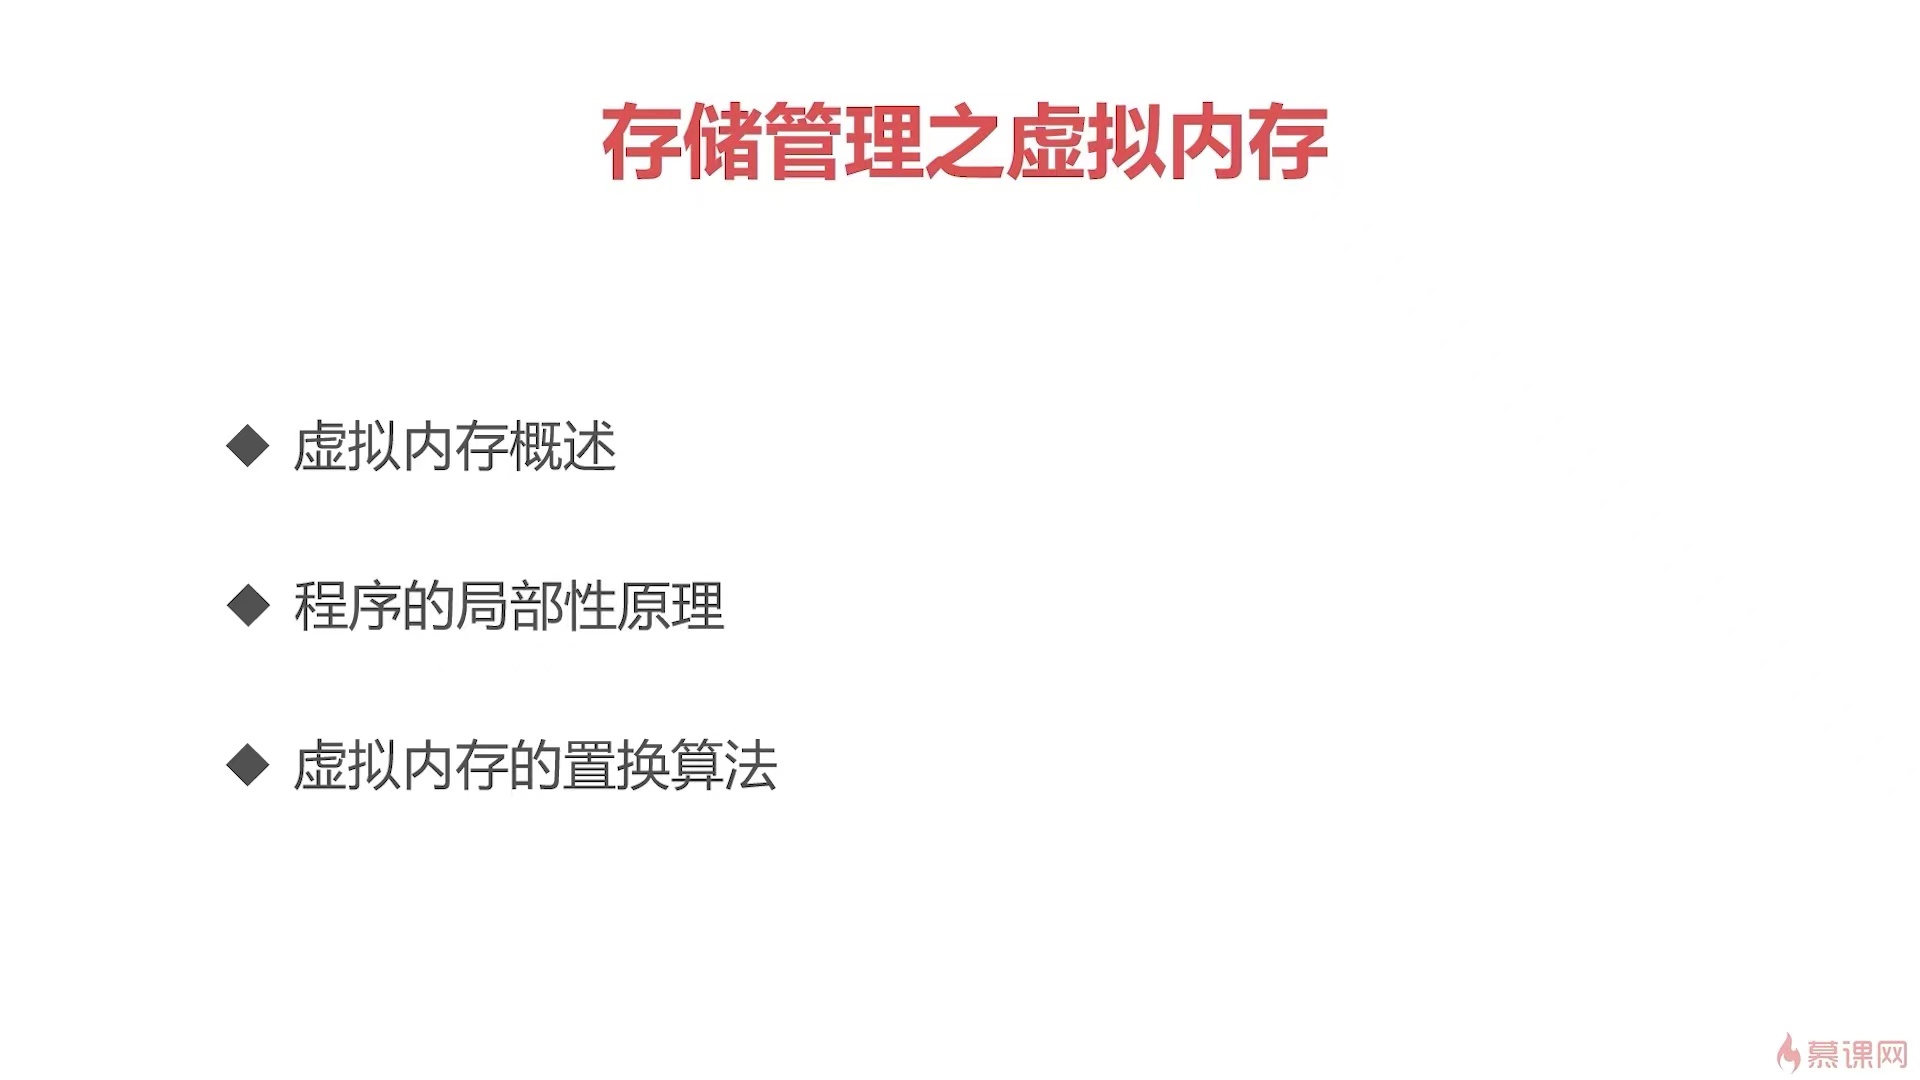 存储管理之虚拟内存
◆ 虚拟内存概述
◆ 程序的局部性原理
◆ 虚拟内存的置换算法
慕课网